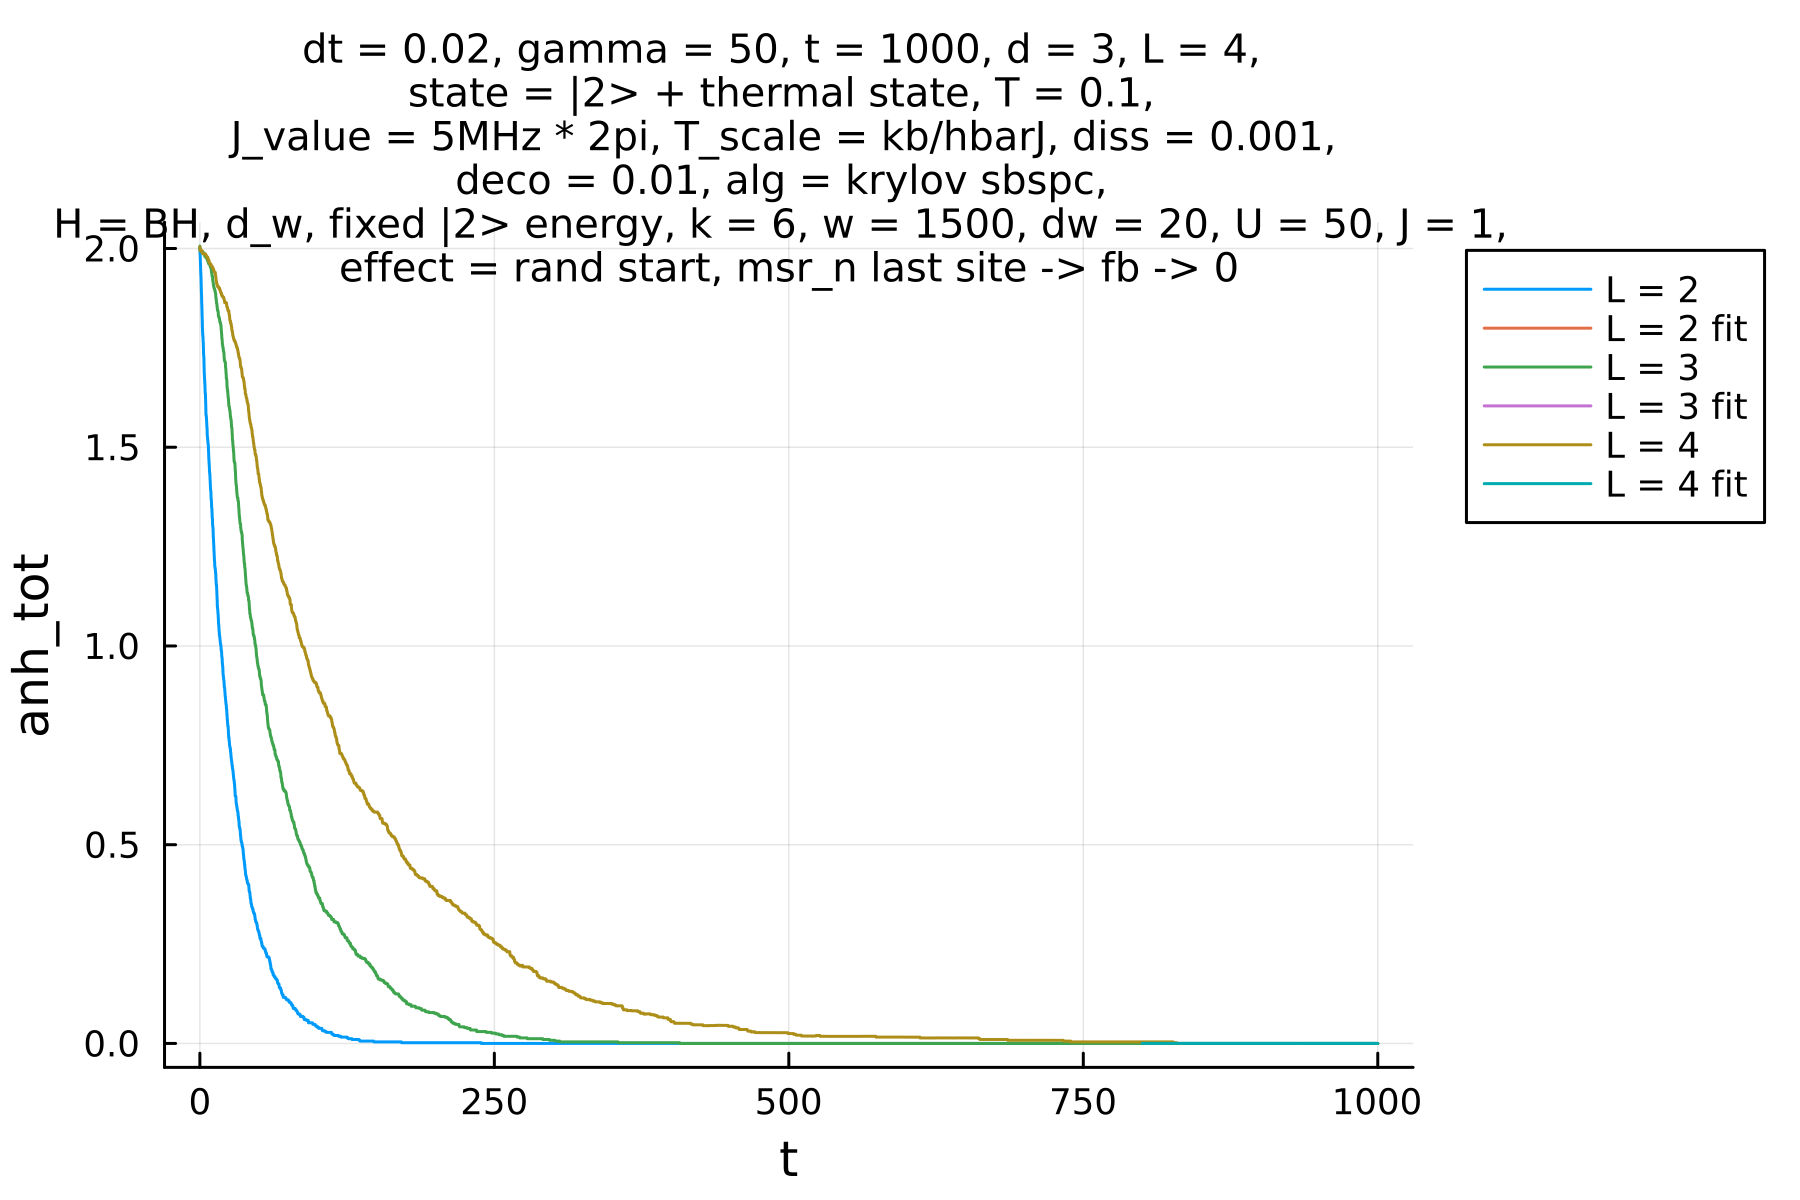 dt = 0.02, gamma = 50, t = 1000, d = 3, L = 4,
state = |2> + thermal state, T = 0.1,
J_value = 5MHz * 2pi, T_scale = kb/hbarJ, diss = 0.001,
deco = 0.01, alg = krylov sbspc,
H = BH, d_w, fixed |2> energy, k = 6, w = 1500, dw = 20, U = 50, J = 1,
effect = rand start, msr_n last site -> fb -> 0
2.0
1.5
1.0
0.5
0.0
anh_tot
0 250 500 750 1000
t
L = 2
L = 2 fit
L = 3
L = 3 fit
L = 4
L = 4 fit